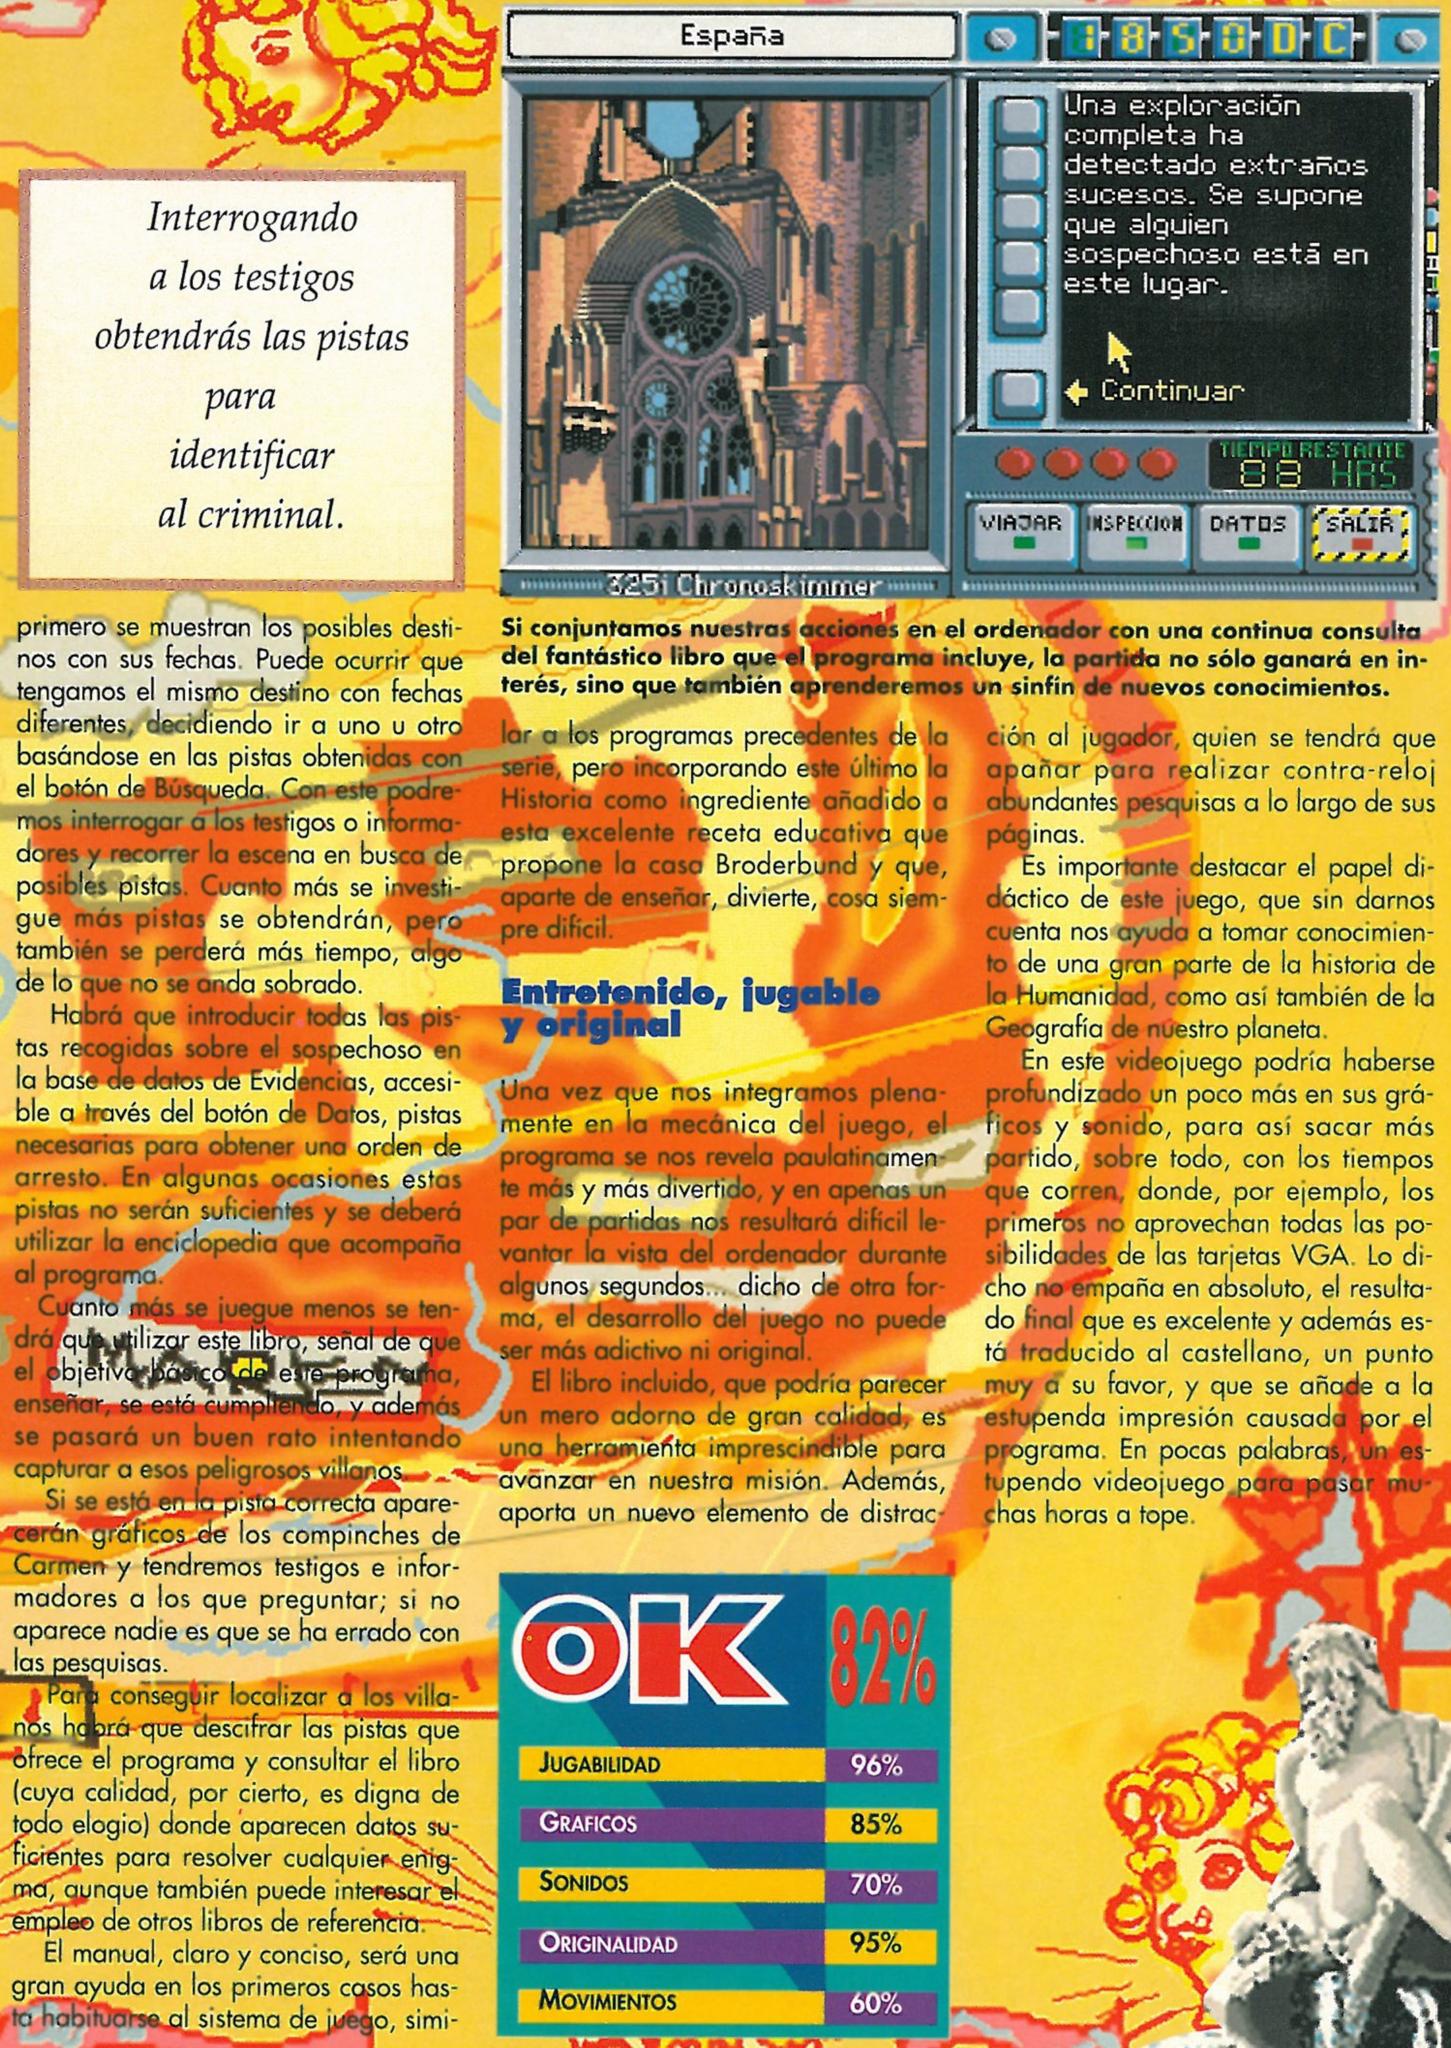 España
1850DC
Una exploración
completa ha
detectado extraños
sucesos. Se supone
que alguien
sospechoso está en
este lugar.
Continuar
TIEMPO RESTANTE
88 HRS
VIAJAR
INSPECCION
DATOS
SALIR
325i Chronoskimmer
Interrogando
a los testigos
obtendrás las pistas
para
identificar
al criminal.
Si conjuntamos nuestras acciones en el ordenador con una continua consulta
del fantástico libro que el programa incluye, la partida no sólo ganará en in-
terés, sino que también aprenderemos un sinfín de nuevos conocimientos.
primero se muestran los posibles desti-
nos con sus fechas. Puede ocurrir que
tengamos el mismo destino con fechas
diferentes, decidiendo ir a uno u otro
basándose en las pistas obtenidas con
el botón de Búsqueda. Con este podre-
mos interrogar a los testigos o informa-
dores y recorrer la escena en busca de
posibles pistas. Cuanto más se investi-
gue más pistas se obtendrán, pero
también se perderá más tiempo, algo
de lo que no se anda sobrado.
Habrá que introducir todas las pis-
tas recogidas sobre el sospechoso en
la base de datos de Evidencias, accesi-
ble a través del botón de Datos, pistas
necesarias para obtener una orden de
arresto. En algunas ocasiones estas
pistas no serán suficientes y se deberá
utilizar la enciclopedia que acompaña
al programa.
Cuanto más se juegue menos se ten-
drá que utilizar este libro, señal de que
el objetivo básico de este programa,
enseñar, se está cumpliendo, y además
se pasará un buen rato intentando
capturar a esos peligrosos villanos.
Si se está en la pista correcta apare-
cerán gráficos de los compinches de
Carmen y tendremos testigos e infor-
madores a los que preguntar; si no
aparece nadie es que se ha errado con
las pesquisas.
Para conseguir localizar a los villa-
nos habrá que descifrar las pistas que
ofrece el programa y consultar el libro
(cuya calidad, por cierto, es digna de
todo elogio) donde aparecen datos su-
ficientes para resolver cualquier enig-
ma, aunque también puede interesar el
empleo de otros libros de referencia.
El manual, claro y conciso, será una
gran ayuda en los primeros casos has-
ta habituarse al sistema de juego, simi-
lar a los programas precedentes de la
serie, pero incorporando este último la
Historia como ingrediente añadido a
esta excelente receta educativa que
propone la casa Broderbund y que,
aparte de enseñar, divierte, cosa siem-
pre difícil.
Entretenido, jugable
y original
Una vez que nos integramos plena-
mente en la mecánica del juego, el
programa se nos revela paulatinamen-
te más y más divertido, y en apenas un
par de partidas nos resultará difícil le-
vantar la vista del ordenador durante
algunos segundos... dicho de otra for-
ma, el desarrollo del juego no puede
ser más adictivo ni original.
El libro incluido, que podría parecer
un mero adorno de gran calidad, es
una herramienta imprescindible para
avanzar en nuestra misión. Además,
aporta un nuevo elemento de distrac-
ción al jugador, quien se tendrá que
apañar para realizar contra-reloj
abundantes pesquisas a lo largo de sus
páginas.
Es importante destacar el papel di-
dáctico de este juego, que sin darnos
cuenta nos ayuda a tomar conocimien-
to de una gran parte de la historia de
la Humanidad, como así también de la
Geografía de nuestro planeta.
En este videojuego podría haberse
profundizado un poco más en sus grá-
ficos y sonido, para así sacar más
partido, sobre todo, con los tiempos
que corren, donde, por ejemplo, los
primeros no aprovechan todas las po-
sibilidades de las tarjetas VGA. Lo di-
cho no empaña en absoluto, el resulta-
do final que es excelente y además es-
tá traducido al castellano, un punto
muy a su favor, y que se añade a la
estupenda impresión causada por el
programa. En pocas palabras, un es-
tupendo videojuego para pasar mu-
chas horas a tope.
OK 82%
JUGABILIDAD 96%
GRAFICOS 85%
SONIDOS 70%
ORIGINALIDAD 95%
MOVIMIENTOS 60%